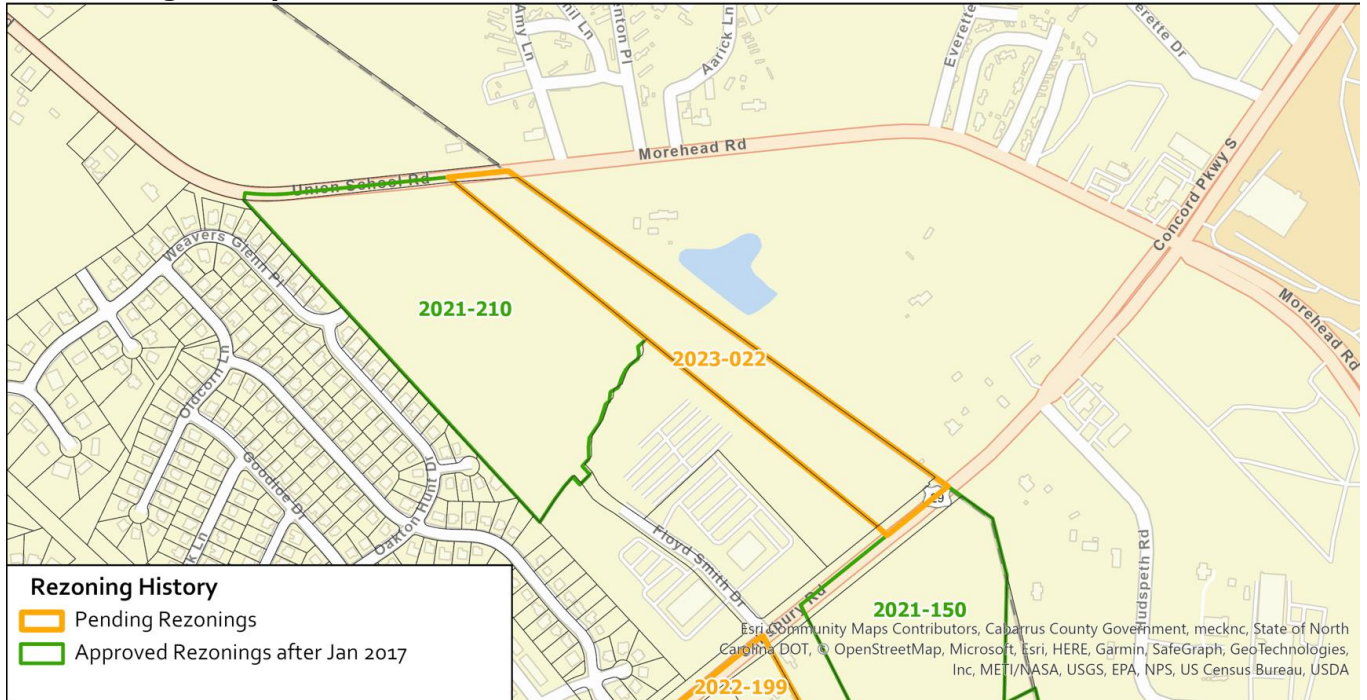 Amy Ln
Aarick Ln
Everette
Concord Pkwy S
Morehead Rd
Union School Rd
Weavers Glenn Pl
Morehead Rd
2021-210
2023-022
Oldcorn Ln
Goodloe Dr
Oakton Hunt Dr
29
Floyd Smith Dr
Hudspeth Rd
2021-150
2022-199
Rezoning History
Pending Rezonings
Approved Rezonings after Jan 2017
Esri Community Maps Contributors, Cabarrus County Government, mecknc, State of North
Carolina DOT, © OpenStreetMap, Microsoft, Esri, HERE, Garmin, SafeGraph, GeoTechnologies,
Inc, METI/NASA, USGS, EPA, NPS, US Census Bureau, USDA